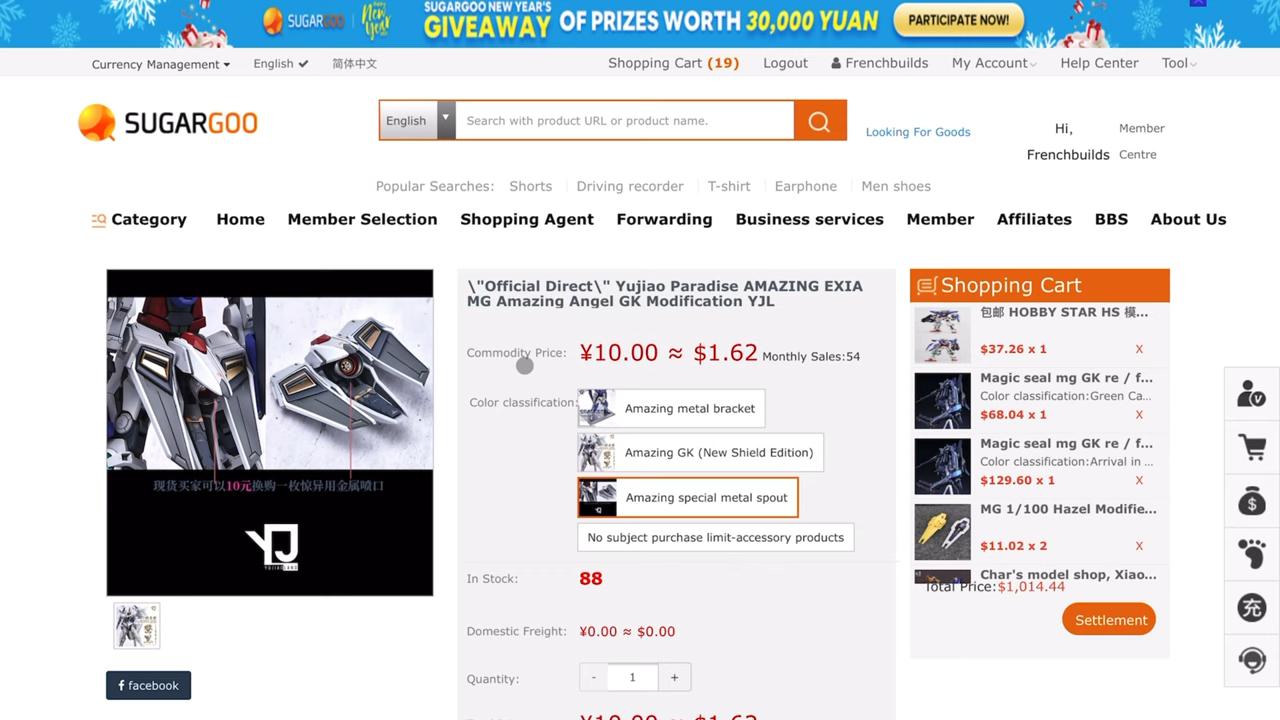 SUGARGOO
Happy New Year
SUGARGOO NEW YEAR'S
GIVEAWAY OF PRIZES WORTH 30,000 YUAN
PARTICIPATE NOW!
Currency Management
English
简体中文
Shopping Cart (19)
Logout
Frenchbuilds
My Account
Help Center
Tool
SUGARGOO
English
Search with product URL or product name.
Looking For Goods
Hi,
Frenchbuilds
Member
Centre
Popular Searches: Shorts Driving recorder T-shirt Earphone Men shoes
Category Home Member Selection Shopping Agent Forwarding Business services Member Affiliates BBS About Us
现货买家可以10元换购一枚惊异用金属喷口
YJ
YUJIAOLAND
facebook
\"Official Direct\" Yujiao Paradise AMAZING EXIA
MG Amazing Angel GK Modification YJL
Commodity Price: ¥10.00 ≈ $1.62 Monthly Sales:54
Color classification:
Amazing metal bracket
Amazing GK (New Shield Edition)
Amazing special metal spout
No subject purchase limit-accessory products
In Stock: 88
Domestic Freight: ¥0.00 ≈ $0.00
Quantity: - 1 +
¥10.00 ≈ $1.62
Shopping Cart
包邮 HOBBY STAR HS 模...
$37.26 x 1 X
Magic seal mg GK re / f...
Color classification:Green Ca...
$68.04 x 1 X
Magic seal mg GK re / f...
Color classification:Arrival in ...
$129.60 x 1 X
MG 1/100 Hazel Modifie...
$11.02 x 2 X
Char's model shop, Xiao...
Total Price:$1,014.44
Settlement
充